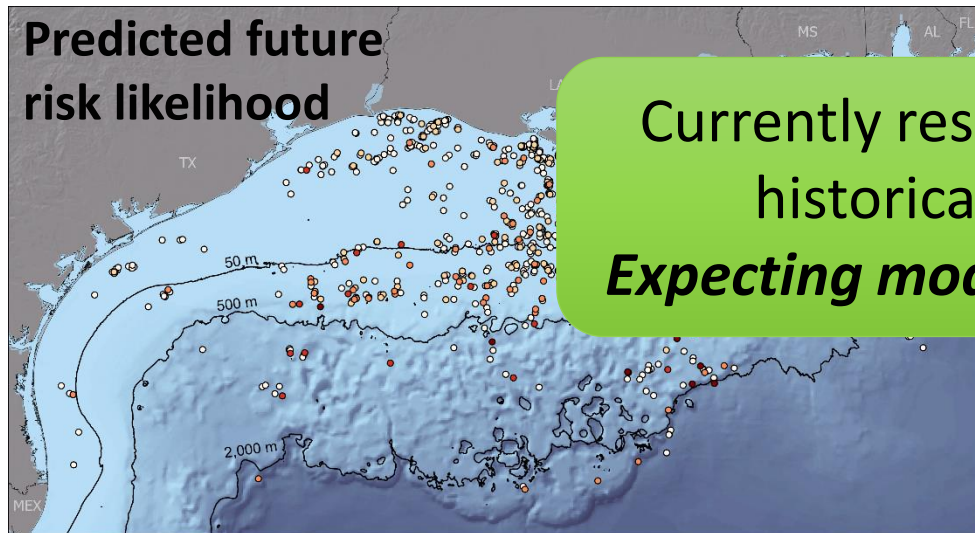 Predicted future
risk likelihood
MS
AL
FL
LA
TX
Currently res
historica
Expecting mod
50 m
500 m
2,000 m
MEX